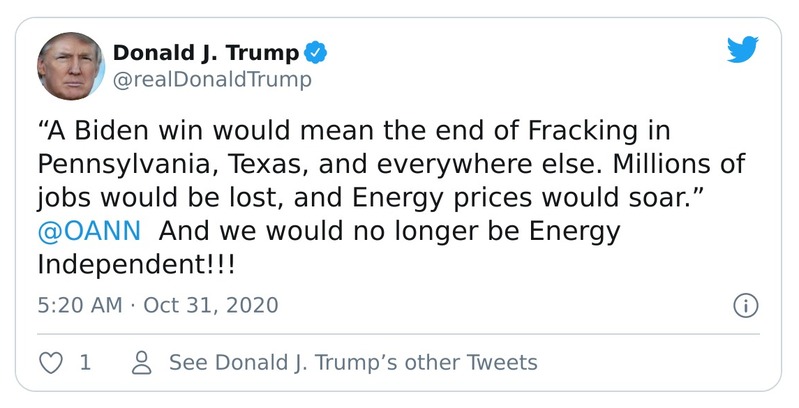 Donald J. Trump
@realDonaldTrump
“A Biden win would mean the end of Fracking in
Pennsylvania, Texas, and everywhere else. Millions of
jobs would be lost, and Energy prices would soar.”
@OANN  And we would no longer be Energy
Independent!!!
5:20 AM · Oct 31, 2020
1 See Donald J. Trump’s other Tweets